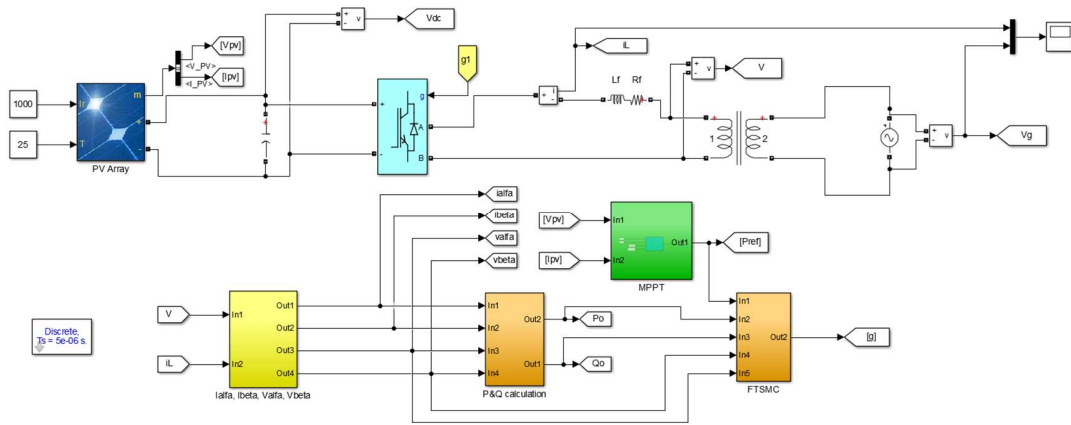 Vdc
[Vpv]
<V_PV>
[Ipv]
<I_PV>
g1
iL
V
Lf Rf
1000
25
Ir
T
m
+
-
PV Array
g
A
B
+
-
1
2
Vg
ialfa
Ibeta
valfa
vbeta
[Vpv]
[Ipv]
In1
In2
Out1
MPPT
[Pref]
V
iL
In1
In2
Out1
Out2
Out3
Out4
Ialfa, Ibeta, Valfa, Vbeta
In1
In2
In3
In4
Out2
Out1
P&Q calculation
Po
Qo
In1
In2
In3
In4
In5
Out2
FTSMC
[g]
Discrete,
Ts = 5e-06 s.